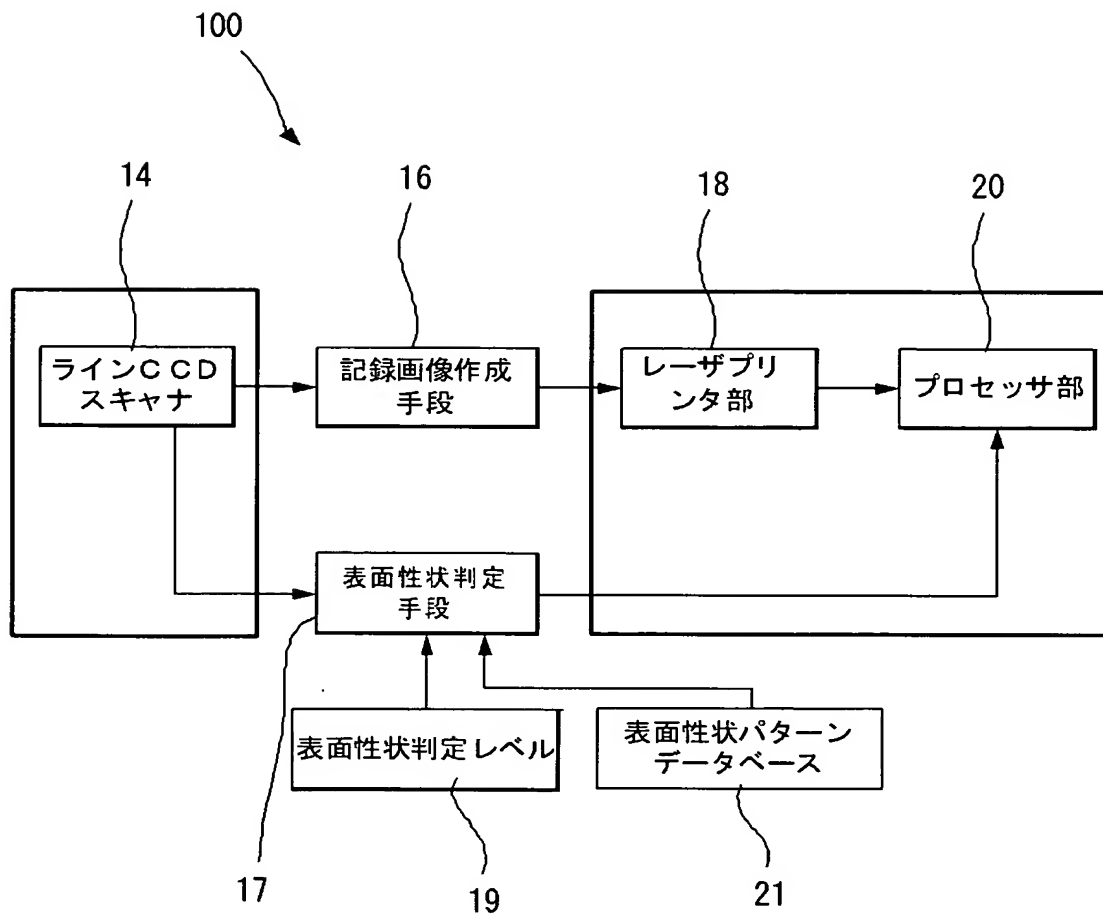 100
14
16
18
20
ラインＣＣＤ
スキャナ
記録画像作成
手段
レーザプリ
ンタ部
プロセッサ部
表面性状判定
手段
表面性状判定レベル
表面性状パターン
データベース
17
19
21